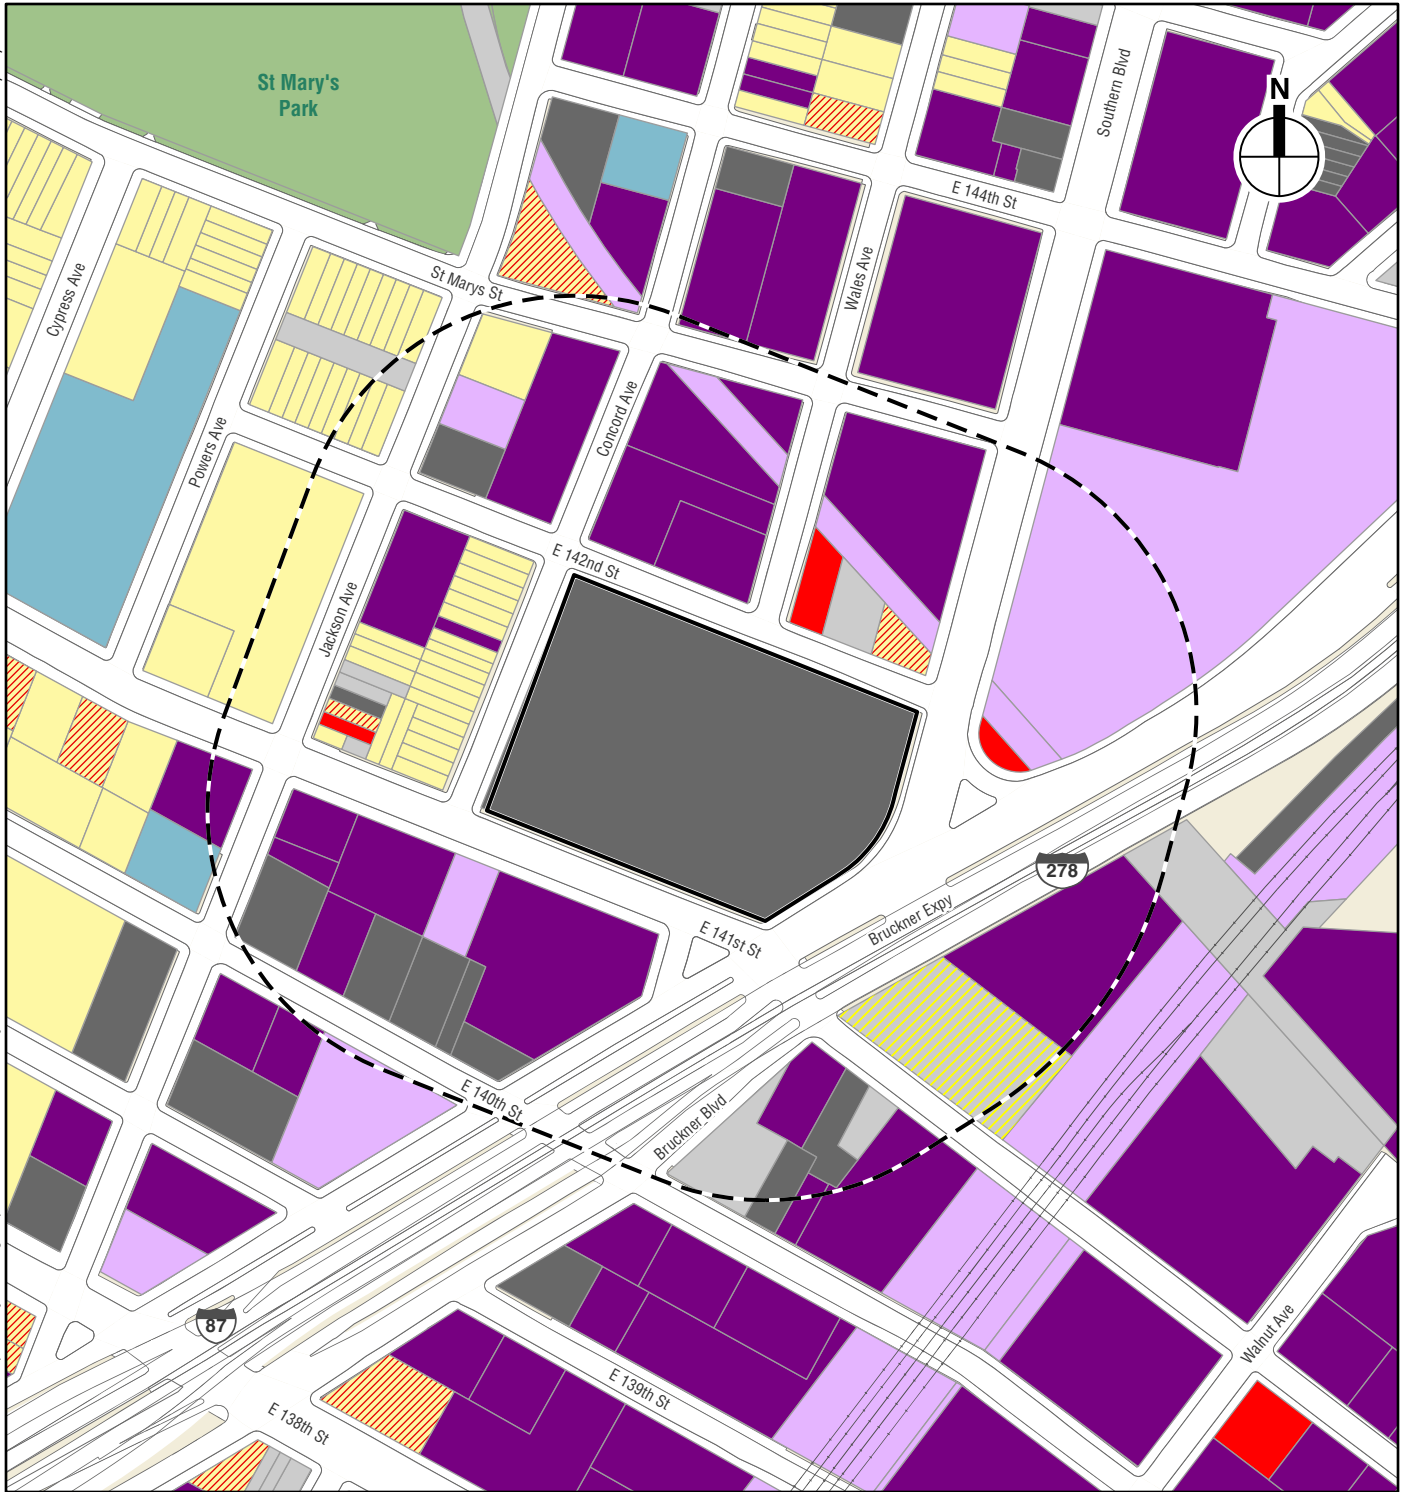 St Mary's
Park
Southern Blvd
N
E 144th St
Wales Ave
St Marys St
Cypress Ave
Concord Ave
Powers Ave
E 142nd St
Jackson Ave
278
Bruckner Expy
E 141st St
E 140th St
Bruckner Blvd
87
Walnut Ave
E 139th St
E 138th St